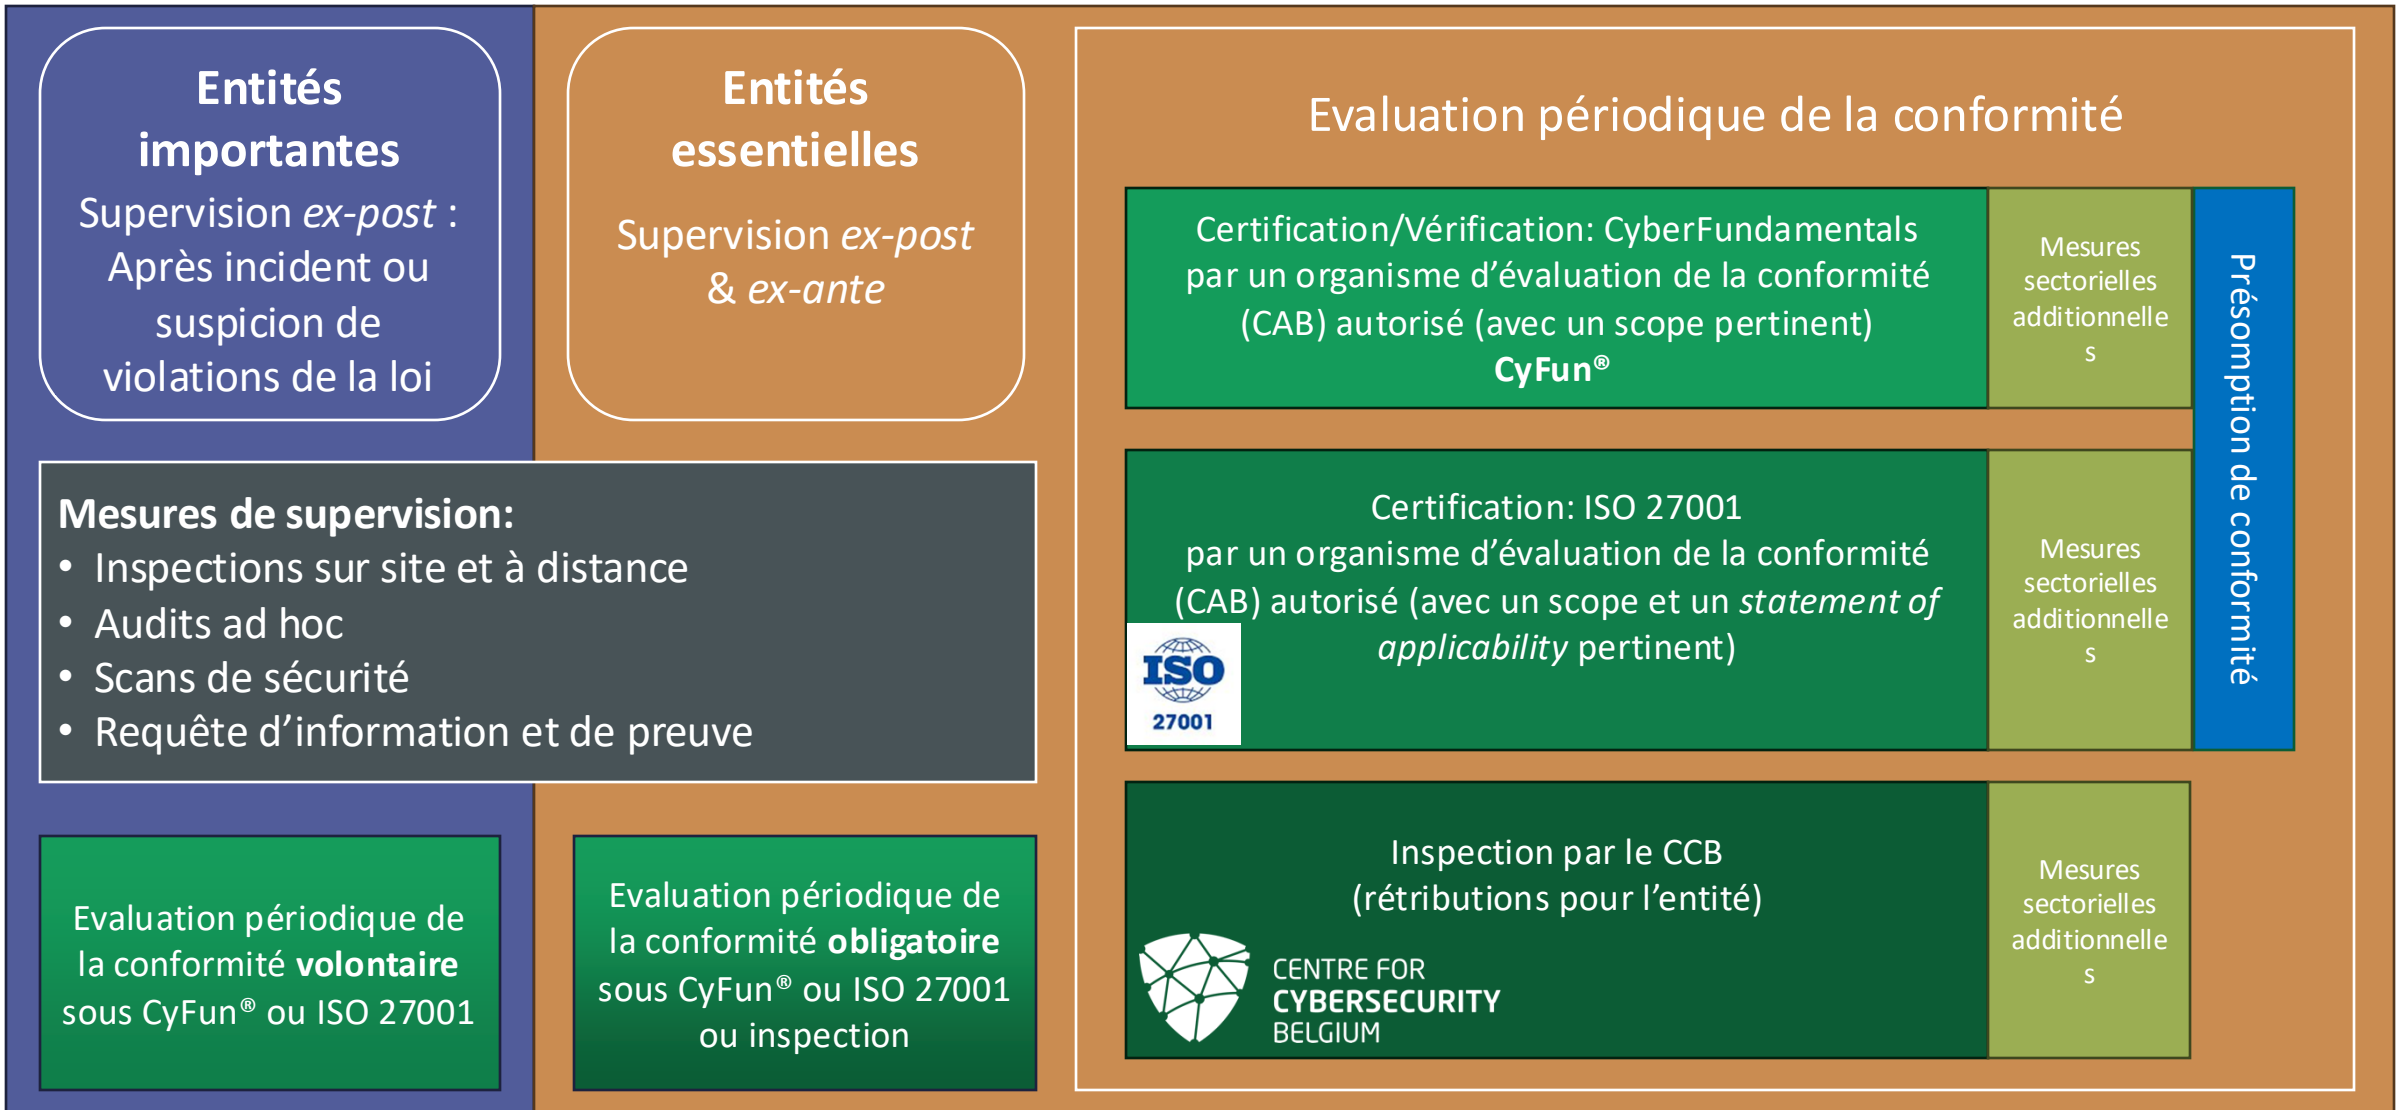 Entités
importantes
Supervision ex-post :
Après incident ou
suspicion de
violations de la loi
Entités
essentielles
Supervision ex-post
& ex-ante
Mesures de supervision:
• Inspections sur site et à distance
• Audits ad hoc
• Scans de sécurité
• Requête d’information et de preuve
Evaluation périodique de
la conformité volontaire
sous CyFun® ou ISO 27001
Evaluation périodique de
la conformité obligatoire
sous CyFun® ou ISO 27001
ou inspection
Evaluation périodique de la conformité
Certification/Vérification: CyberFundamentals
par un organisme d’évaluation de la conformité
(CAB) autorisé (avec un scope pertinent)
CyFun®
Mesures
sectorielles
additionnelle
s
Certification: ISO 27001
par un organisme d’évaluation de la conformité
(CAB) autorisé (avec un scope et un statement of
applicability pertinent)
ISO
27001
Mesures
sectorielles
additionnelle
s
Présomption de conformité
Inspection par le CCB
(rétributions pour l’entité)
CENTRE FOR
CYBERSECURITY
BELGIUM
Mesures
sectorielles
additionnelle
s